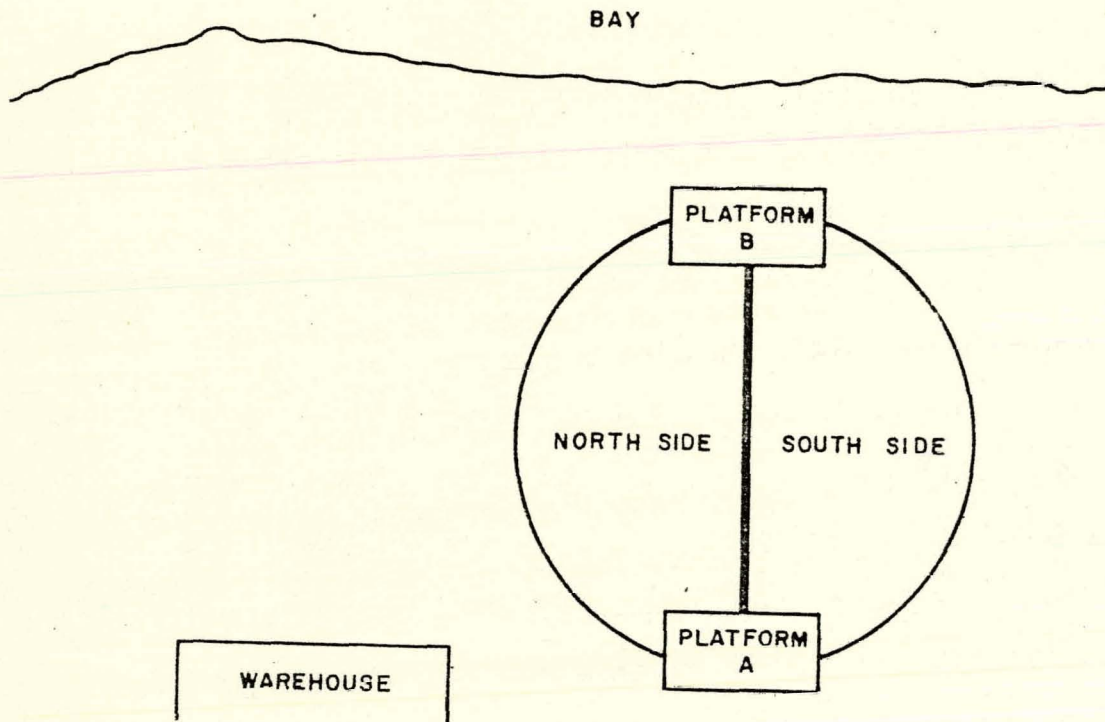 BAY
PLATFORM
B
NORTH SIDE
SOUTH SIDE
PLATFORM
A
WAREHOUSE